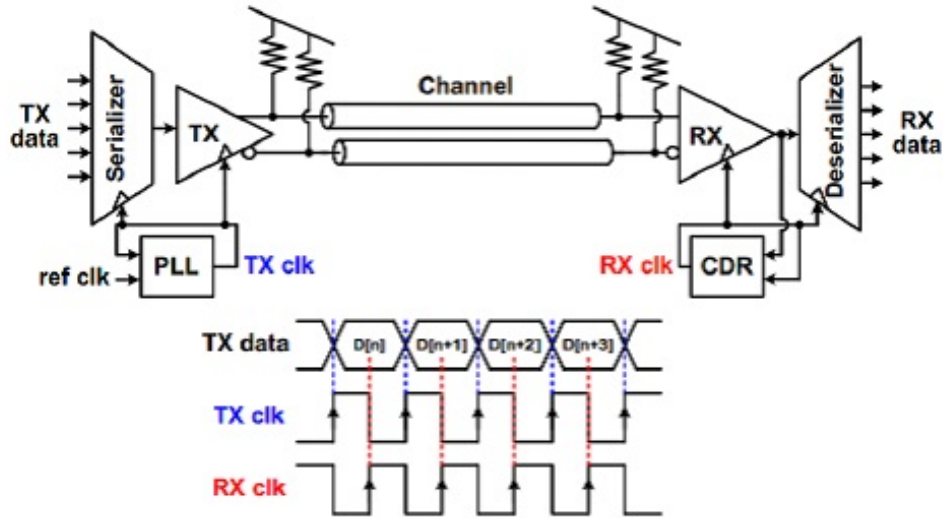 Serializer
TX
data
TX
Channel
RX
Deserializer
RX
data
ref clk
PLL
TX clk
RX clk
CDR
TX data
D[n]
D[n+1]
D[n+2]
D[n+3]
TX clk
RX clk